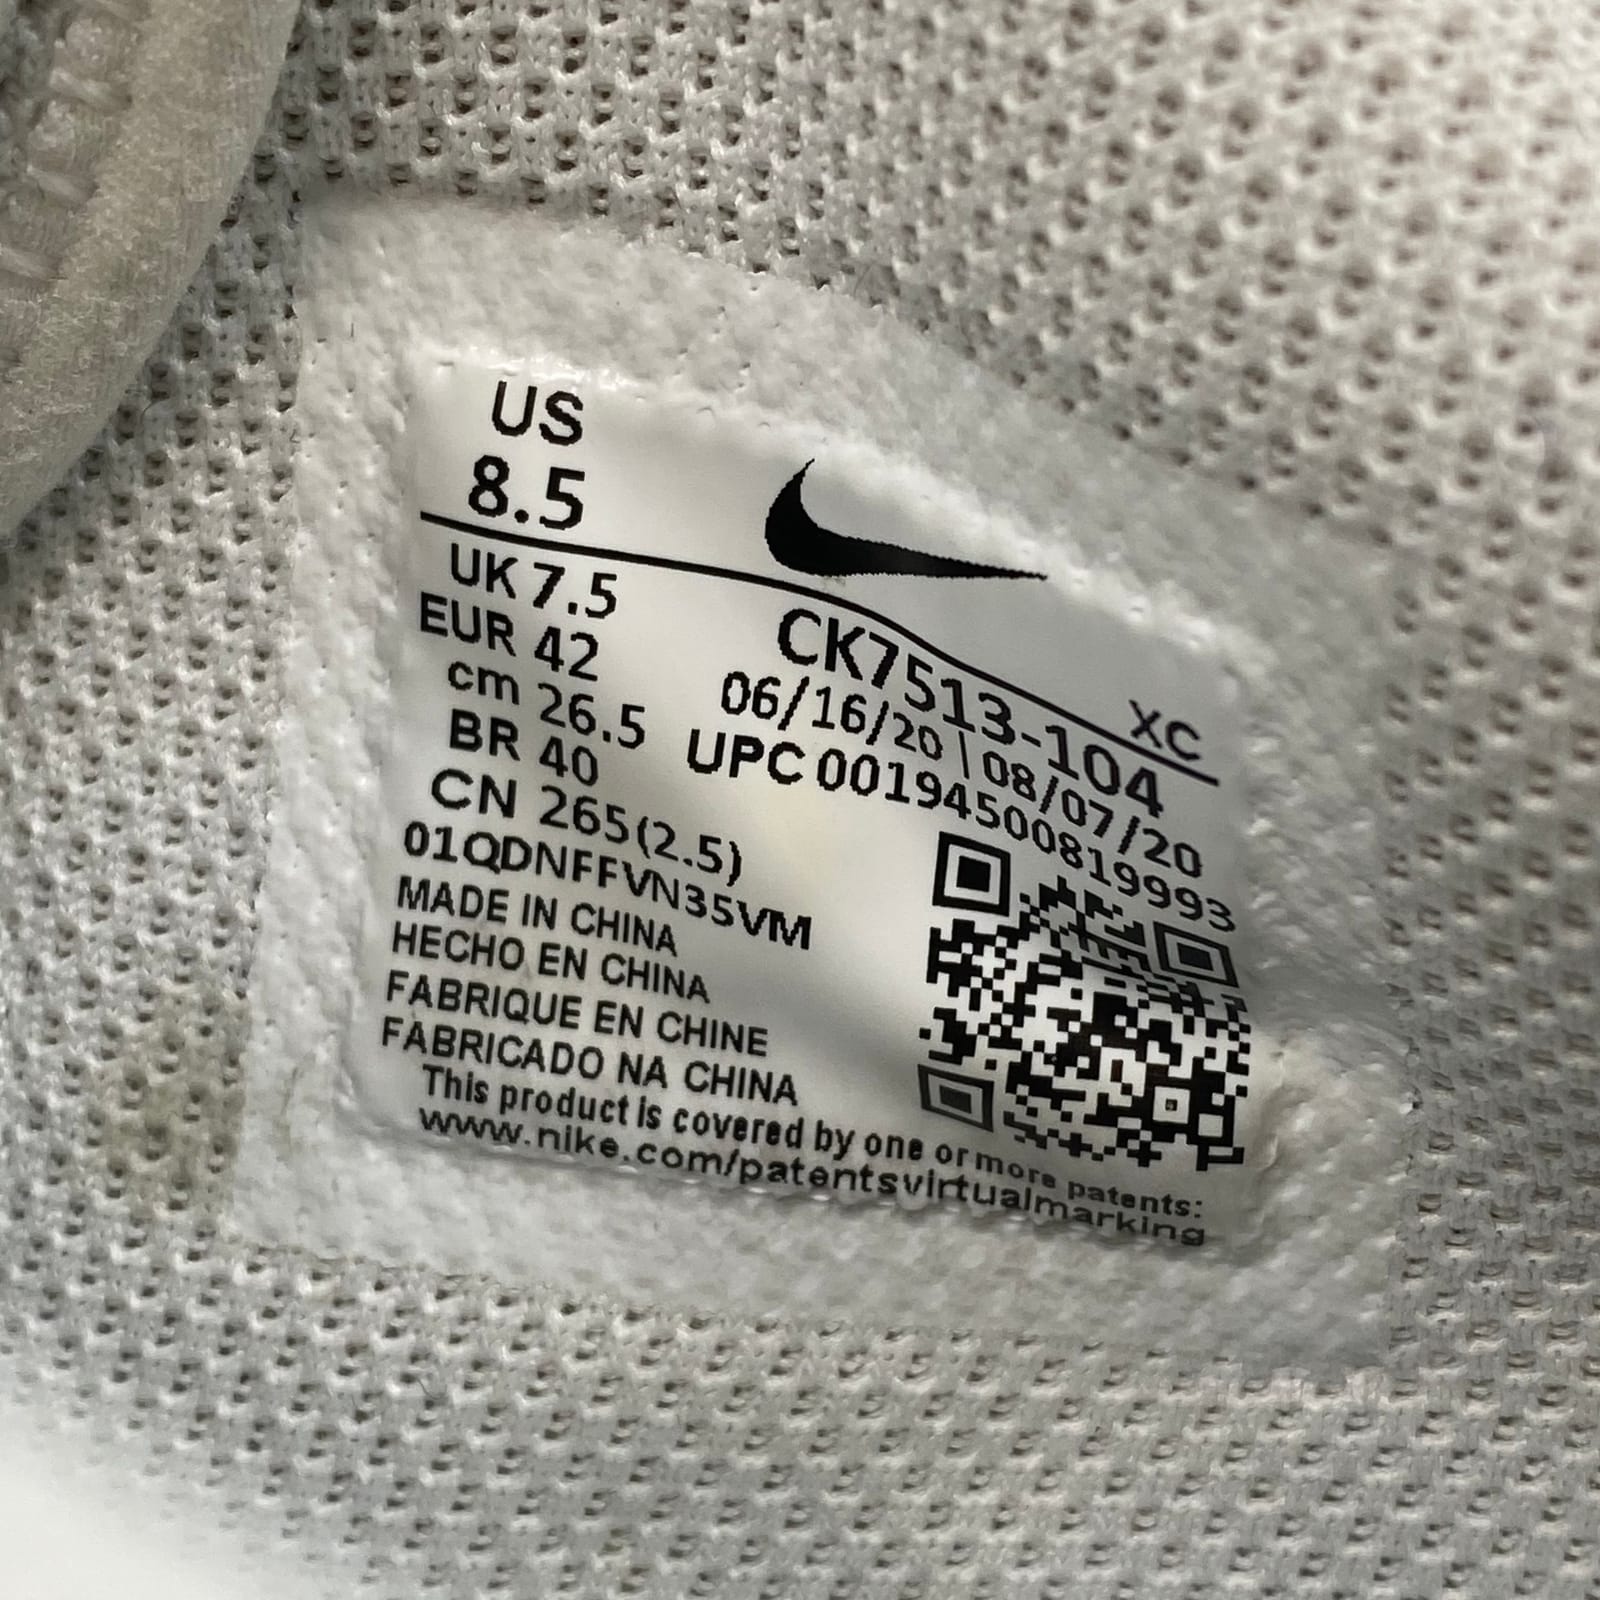 US
8.5
UK 7.5
EUR 42
cm 26.5
BR 40
CN 265(2.5)
01QDNFFVN35VM
MADE IN CHINA
HECHO EN CHINA
FABRIQUE EN CHINE
FABRICADO NA CHINA
This product is covered by one or more patents:
www.nike.com/patentsvirtualmarking
XC
CK7513-104
06/16/20 | 08/07/20
UPC 00194500819993